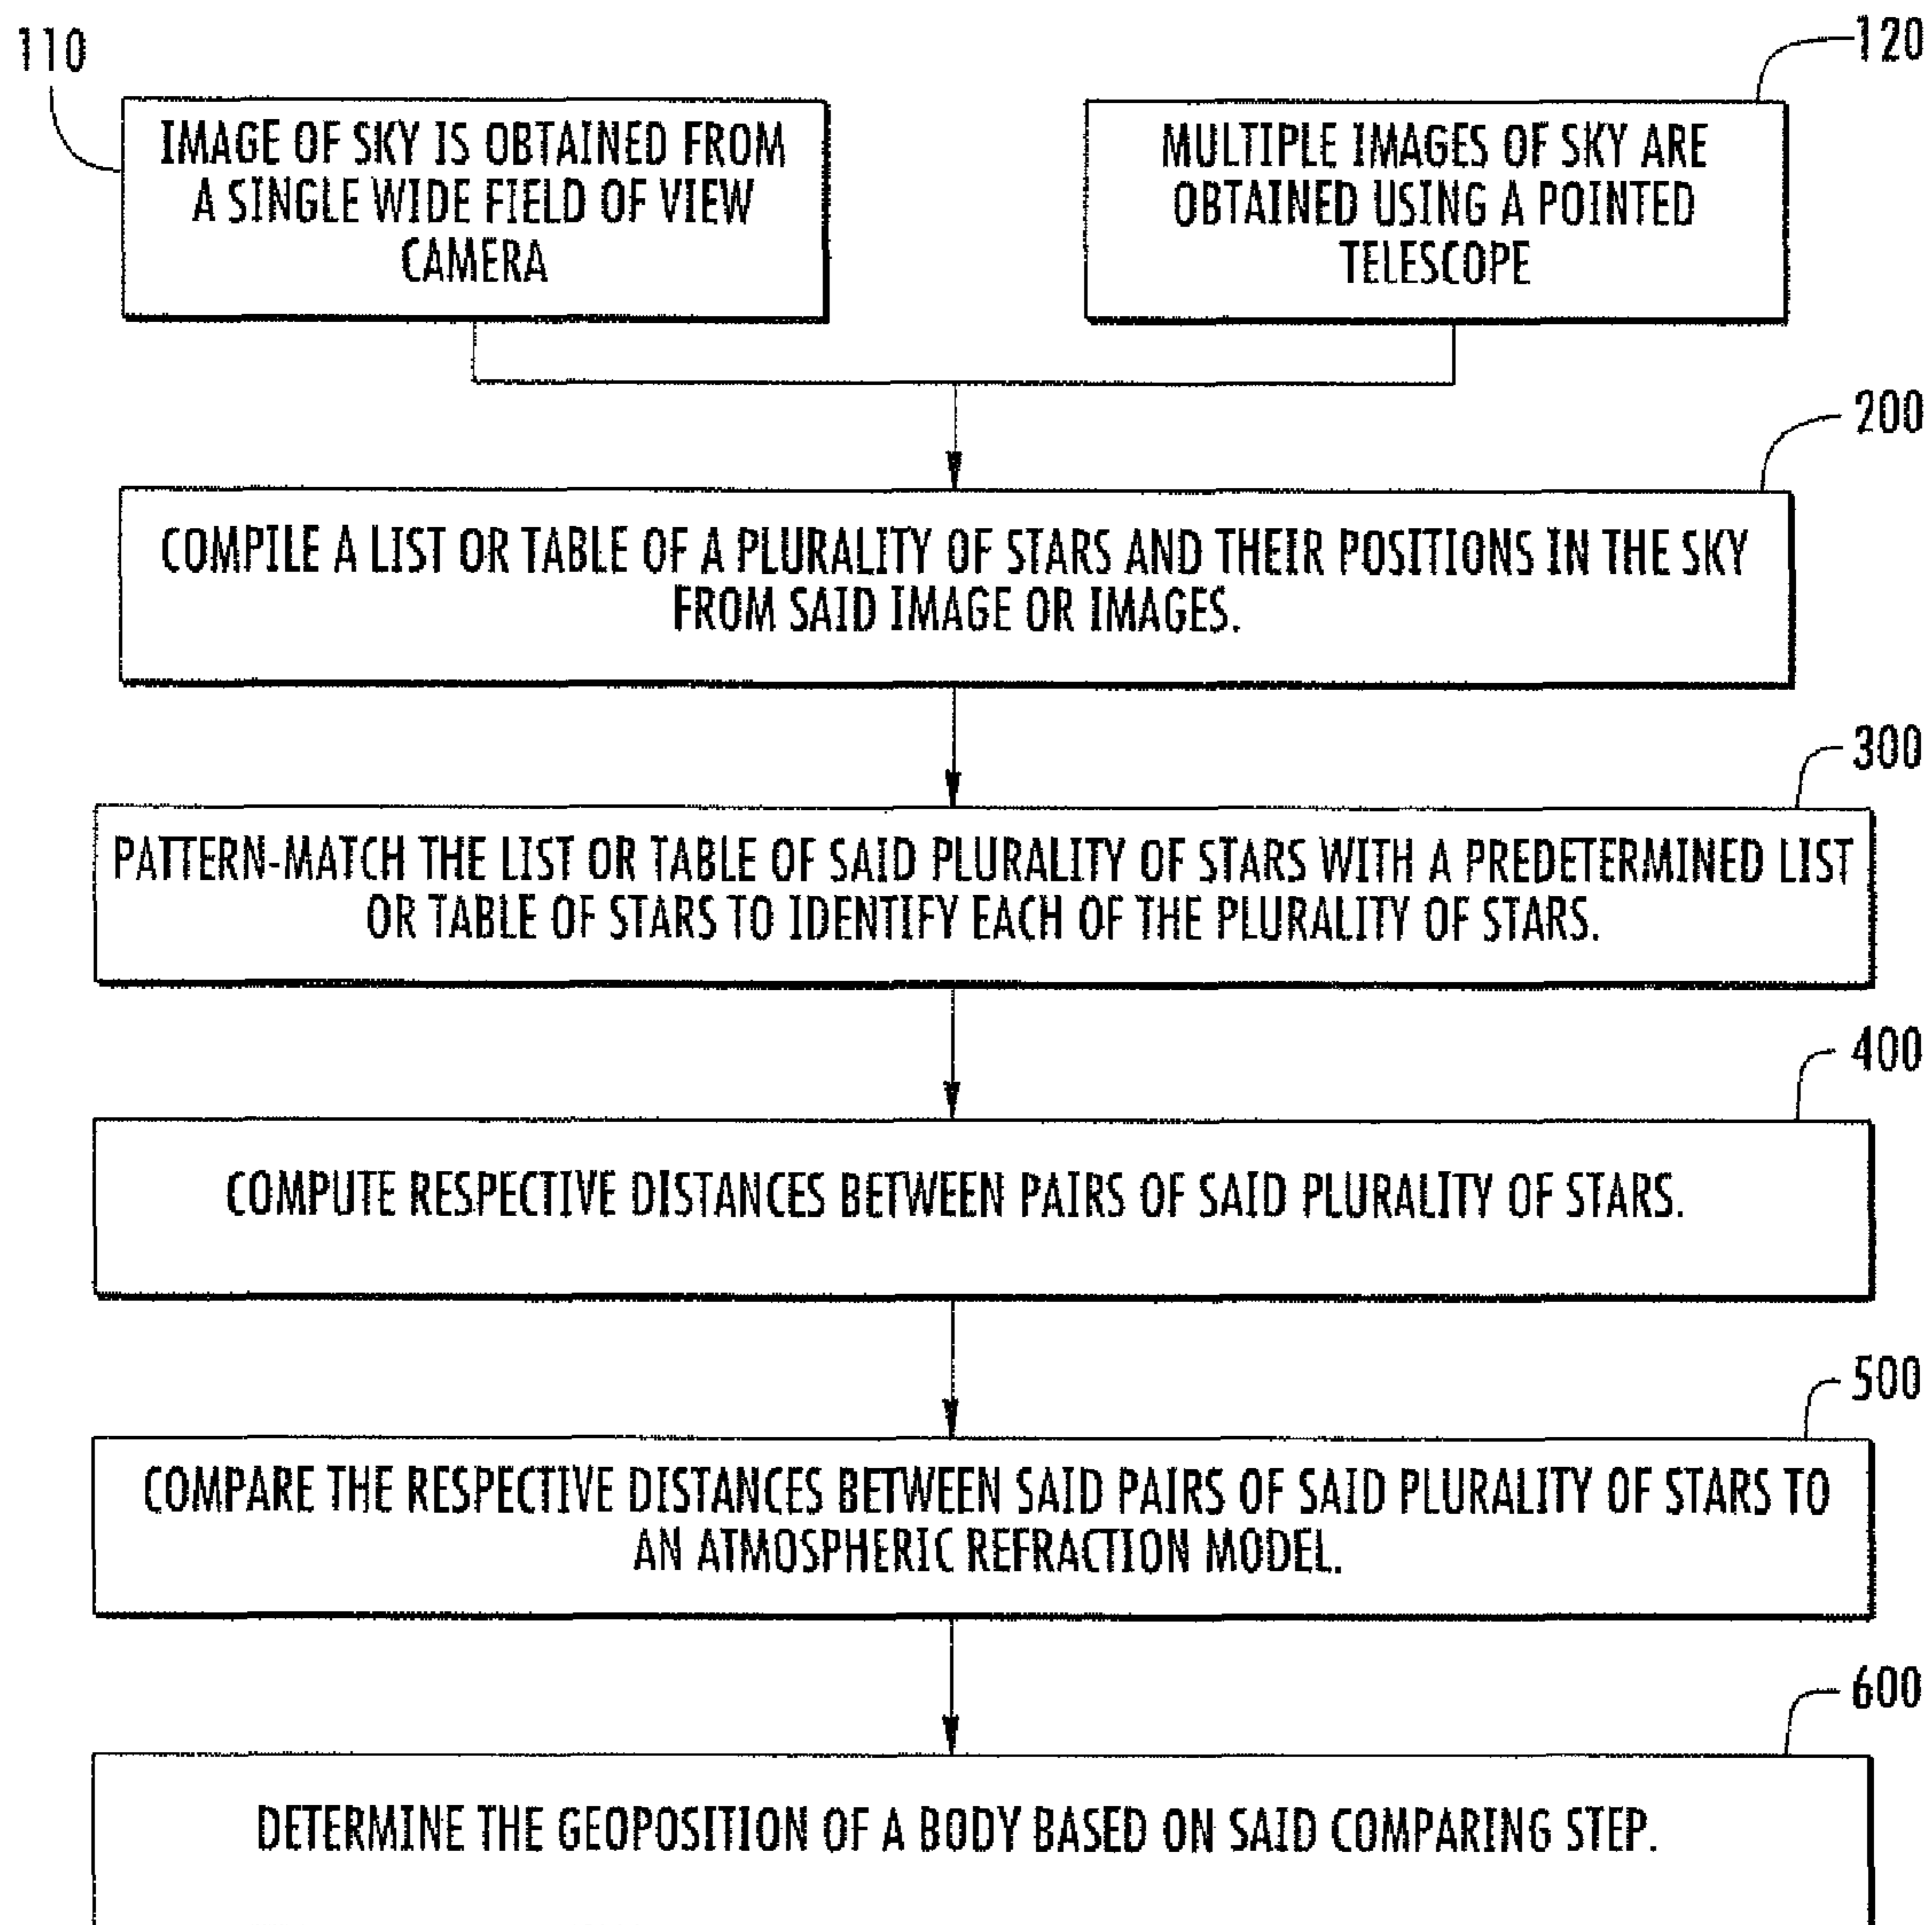 110
120
IMAGE OF SKY IS OBTAINED FROM
A SINGLE WIDE FIELD OF VIEW
CAMERA
MULTIPLE IMAGES OF SKY ARE
OBTAINED USING A POINTED
TELESCOPE
200
COMPILE A LIST OR TABLE OF A PLURALITY OF STARS AND THEIR POSITIONS IN THE SKY
FROM SAID IMAGE OR IMAGES.
300
PATTERN-MATCH THE LIST OR TABLE OF SAID PLURALITY OF STARS WITH A PREDETERMINED LIST
OR TABLE OF STARS TO IDENTIFY EACH OF THE PLURALITY OF STARS.
400
COMPUTE RESPECTIVE DISTANCES BETWEEN PAIRS OF SAID PLURALITY OF STARS.
500
COMPARE THE RESPECTIVE DISTANCES BETWEEN SAID PAIRS OF SAID PLURALITY OF STARS TO
AN ATMOSPHERIC REFRACTION MODEL.
600
DETERMINE THE GEOPOSITION OF A BODY BASED ON SAID COMPARING STEP.